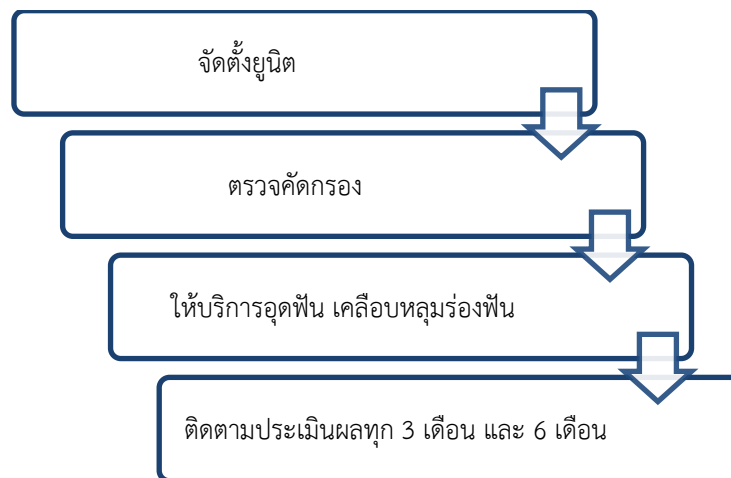 จัดตั้งยูนิต
ตรวจคัดกรอง
ให้บริการอุดฟัน เคลือบหลุมร่องฟัน
ติดตามประเมินผลทุก 3 เดือน และ 6 เดือน